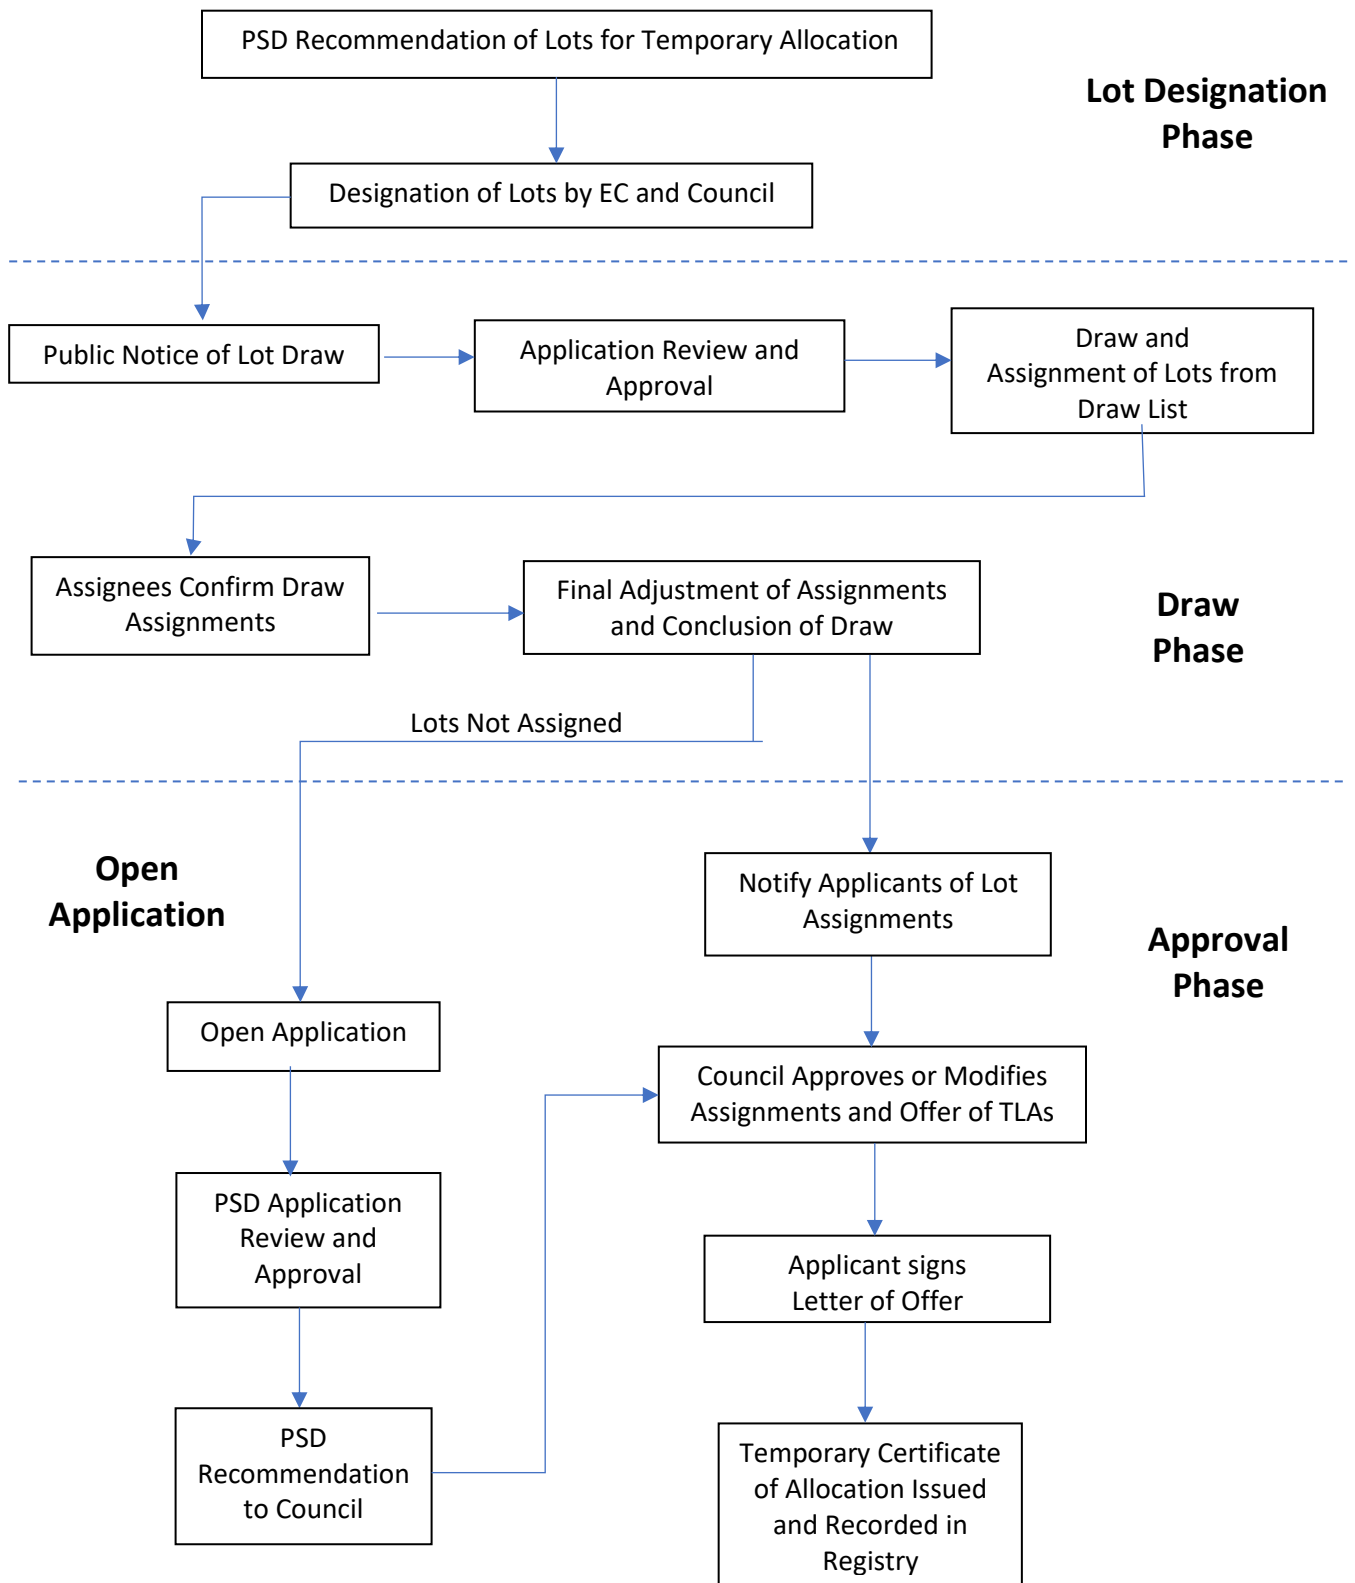 PSD Recommendation of Lots for Temporary Allocation
Lot Designation
Phase
Designation of Lots by EC and Council
Public Notice of Lot Draw
Application Review and
Approval
Draw and
Assignment of Lots from
Draw List
Assignees Confirm Draw
Assignments
Final Adjustment of Assignments
and Conclusion of Draw
Draw
Phase
Lots Not Assigned
Open
Application
Notify Applicants of Lot
Assignments
Approval
Phase
Open Application
Council Approves or Modifies
Assignments and Offer of TLAs
PSD Application
Review and
Approval
Applicant signs
Letter of Offer
PSD
Recommendation
to Council
Temporary Certificate
of Allocation Issued
and Recorded in
Registry